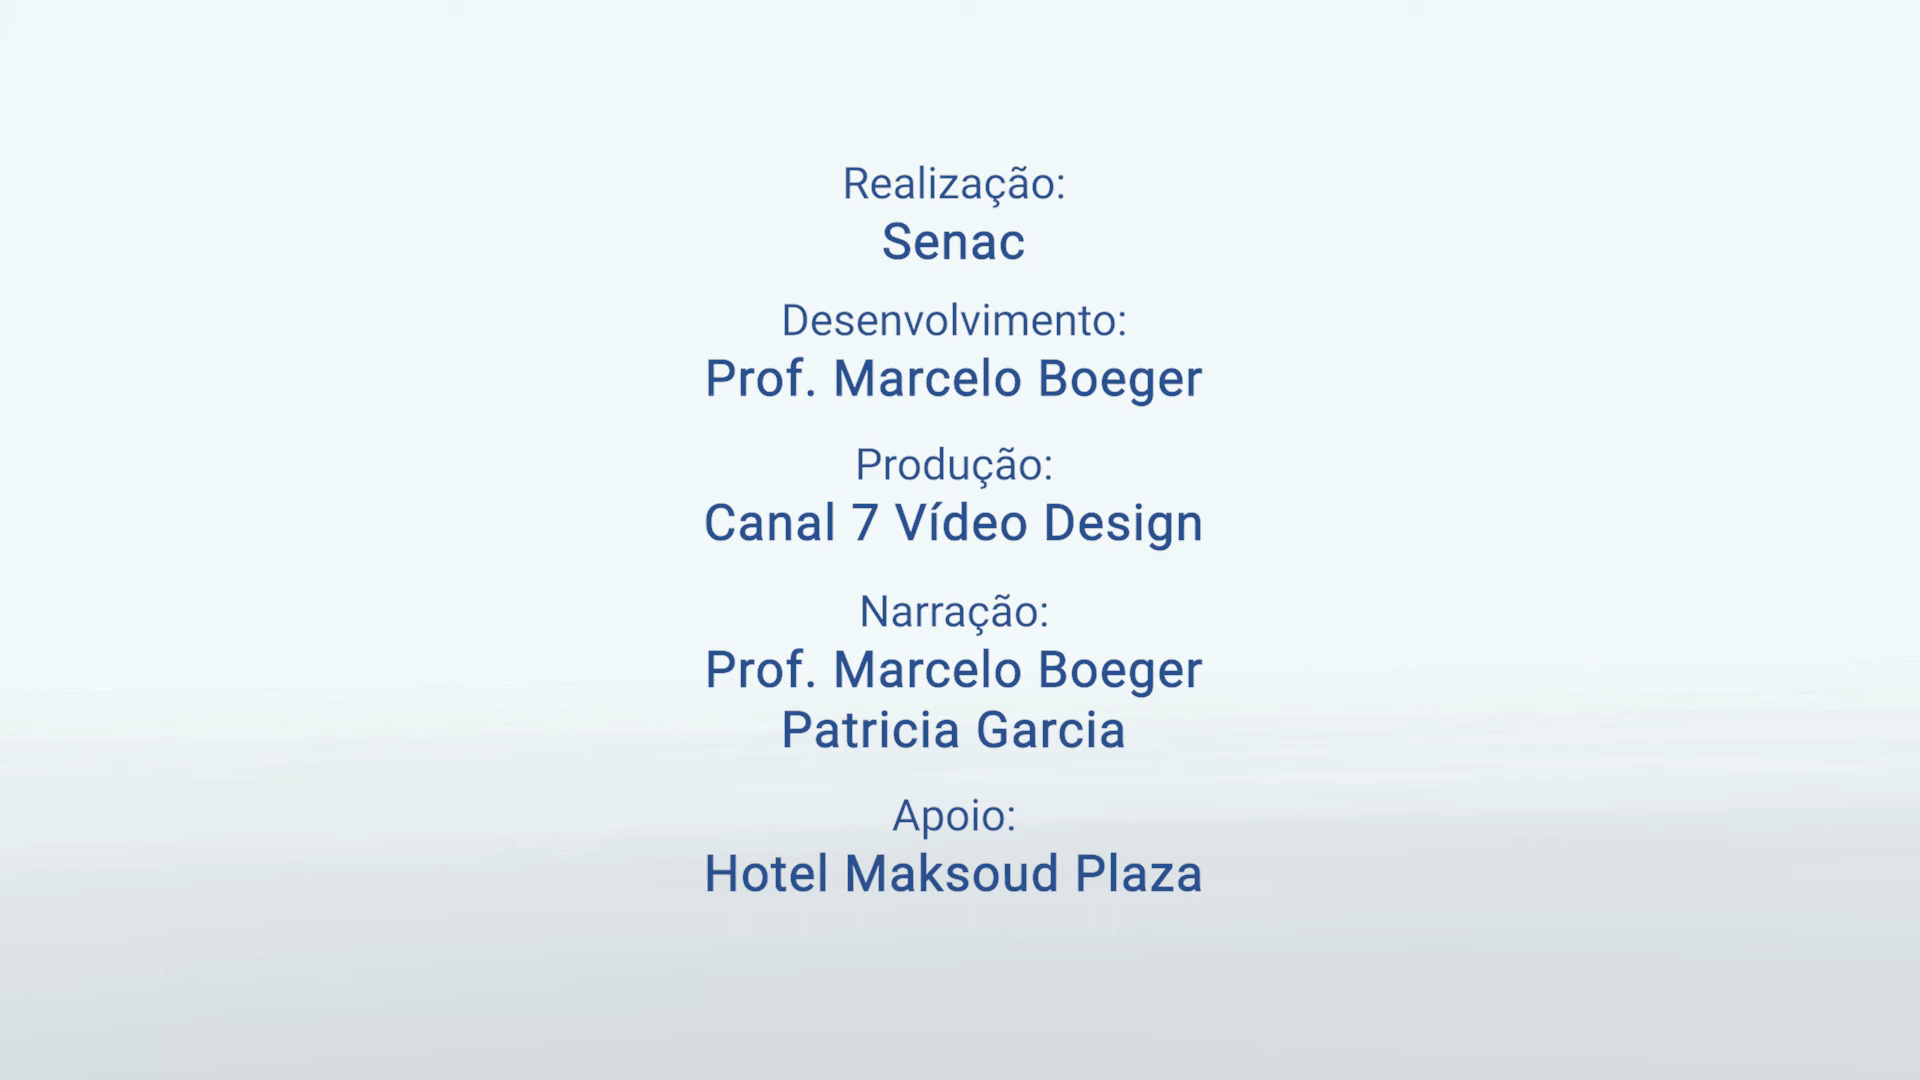 Realização:
Senac
Desenvolvimento:
Prof. Marcelo Boeger
Produção:
Canal 7 Vídeo Design
Narração:
Prof. Marcelo Boeger
Patricia Garcia
Apoio:
Hotel Maksoud Plaza